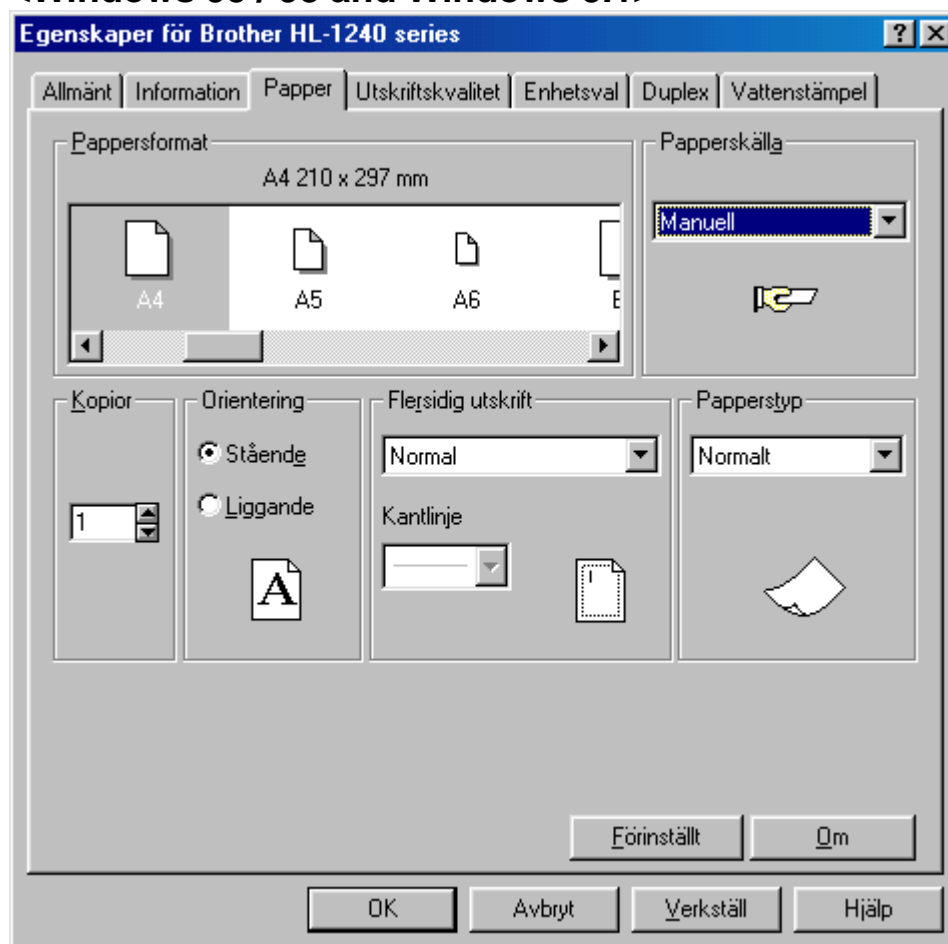 Egenskaper för Brother HL-1240 series
Allmänt Information Papper Utskriftskvalitet Enhetsval Duplex Vattenstämpel
Pappersformat
A4 210 x 297 mm
A4 A5 A6
Papperskälla
Manuell
Kopior
1
Orientering
Stående
Liggande
A
Flersidig utskrift
Normal
Kantlinje
Papperstyp
Normalt
Förinställt Om
OK Avbryt Verkställ Hjälp